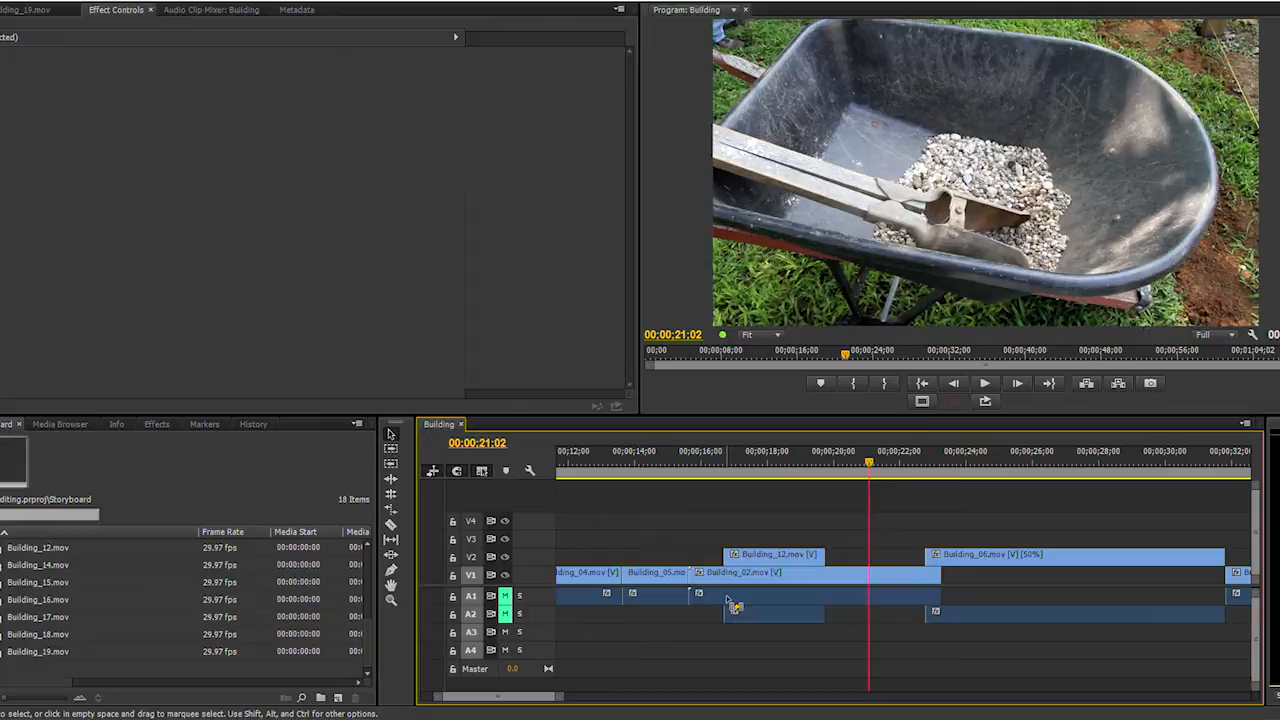 lding_19.mov Effect Controls Audio Clip Mixer: Building Metadata
cted)
Program: Building
00;00;21;02 Fit Full 00
00;00 00;00;08;00 00;00;16;00 00;00;24;00 00;00;32;00 00;00;40;00 00;00;48;00 00;00;56;00 00;01;04;02
ard Media Browser Info Effects Markers History
diting.prproj\Storyboard
18 Items
Frame Rate Media Start Media
Building_12.mov 29.97 fps 00:00:00:00
Building_14.mov 29.97 fps 00:00:00:00
Building_15.mov 29.97 fps 00:00:00:00
Building_16.mov 29.97 fps 00:00:00:00
Building_17.mov 29.97 fps 00:00:00:00
Building_18.mov 29.97 fps 00:00:00:00
Building_19.mov 29.97 fps 00:00:00:00
Building
00;00;21;02
00;12;00 00;00;14;00 00;00;16;00 00;00;18;00 00;00;20;00 00;00;22;00 00;00;24;00 00;00;26;00 00;00;28;00 00;00;30;00 00;00;32;00
V4
V3
V2 Building_12.mov [V] Building_06.mov [V] [50%]
V1 lding_04.mov [V] Building_05.mo Building_02.mov [V] B
A1 M S
A2 M S
A3 M S
A4 M S
Master 0.0
to select, or click in empty space and drag to marquee select. Use Shift, Alt, and Ctrl for other options.